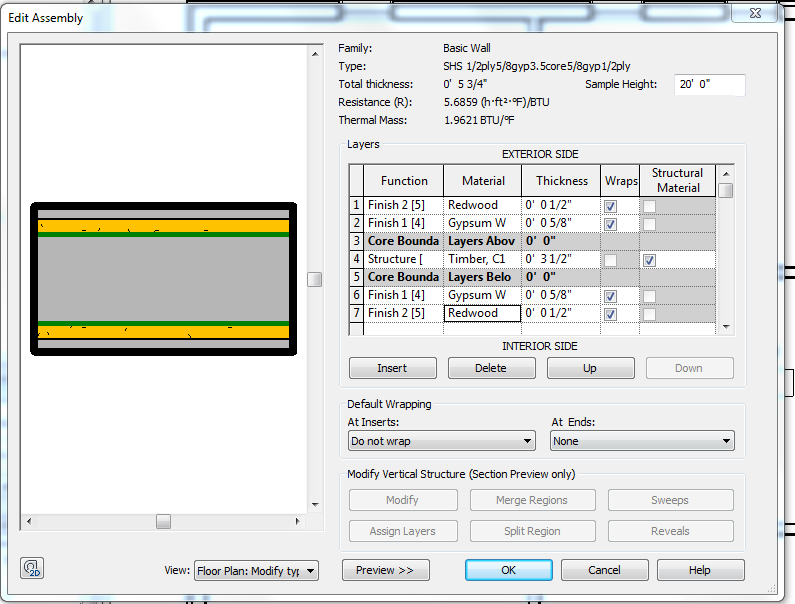 Edit Assembly
Family: Basic Wall
Type: SHS 1/2ply5/8gyp3.5core5/8gyp1/2ply
Total thickness: 0' 5 3/4" Sample Height: 20' 0"
Resistance (R): 5.6859 (h·ft²·°F)/BTU
Thermal Mass: 1.9621 BTU/°F
Layers
EXTERIOR SIDE
Function Material Thickness Wraps Structural Material
1 Finish 2 [5] Redwood 0' 0 1/2"
2 Finish 1 [4] Gypsum W 0' 0 5/8"
3 Core Bounda Layers Abov 0' 0"
4 Structure [ Timber, C1 0' 3 1/2"
5 Core Bounda Layers Belo 0' 0"
6 Finish 1 [4] Gypsum W 0' 0 5/8"
7 Finish 2 [5] Redwood 0' 0 1/2"
INTERIOR SIDE
Insert Delete Up Down
Default Wrapping
At Inserts: At Ends:
Do not wrap None
Modify Vertical Structure (Section Preview only)
Modify Merge Regions Sweeps
Assign Layers Split Region Reveals
2D View: Floor Plan: Modify typ Preview >> OK Cancel Help